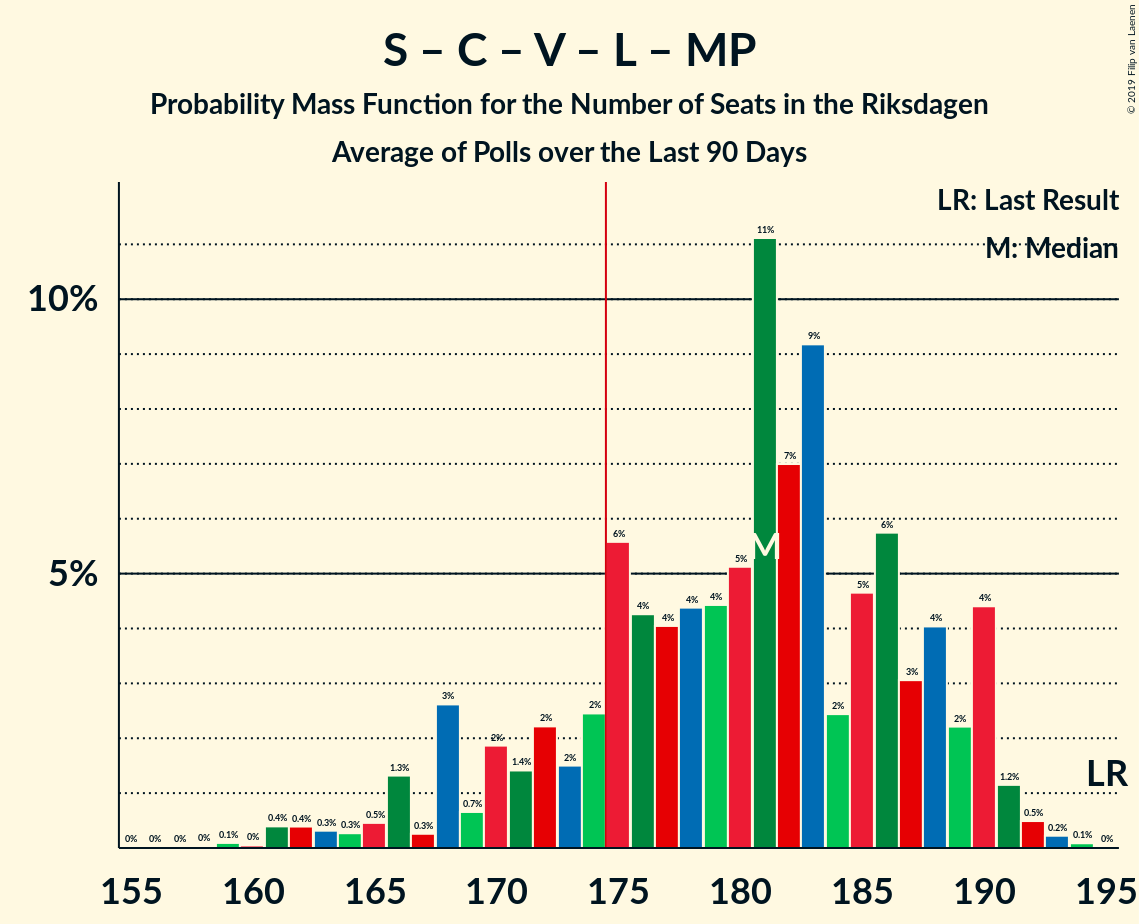 S – C – V – L – MP
Probability Mass Function for the Number of Seats in the Riksdagen
Average of Polls over the Last 90 Days
© 2019 Filip van Laenen
LR: Last Result
M: Median
10%
5%
0% 0% 0% 0% 0.1% 0% 0.4% 0.4% 0.3% 0.3% 0.5% 1.3% 0.3% 3% 0.7% 2% 1.4% 2% 2% 2% 6% 4% 4% 4% 4% 5% 11% 7% 9% 2% 5% 6% 3% 4% 2% 4% 1.2% 0.5% 0.2% 0.1% 0%
M
LR
155 160 165 170 175 180 185 190 195